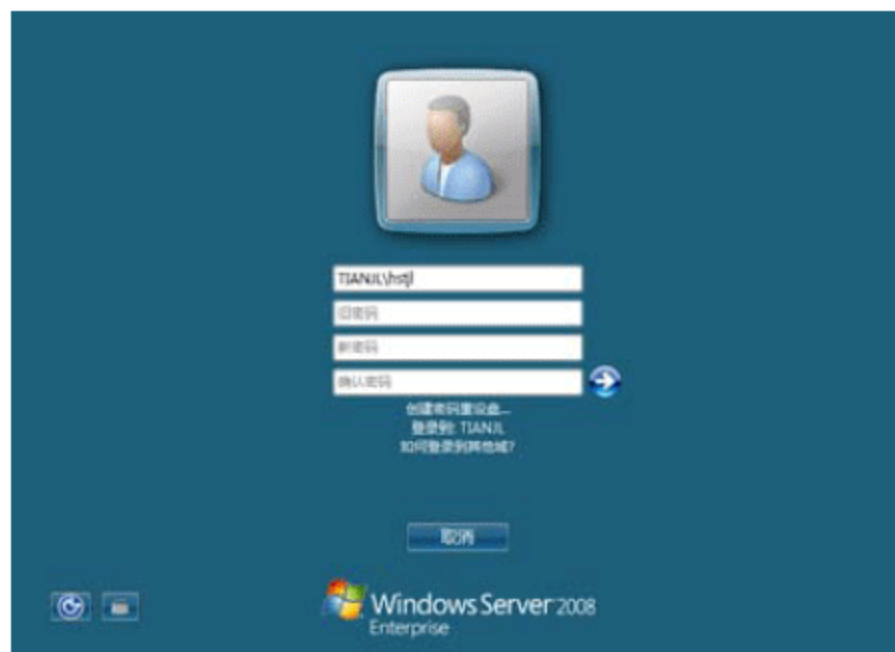 TIANJL\hstjl
旧密码
新密码
确认密码
创建密码重设盘...
登录到: TIANJL
如何登录到其他域?
取消
Windows Server 2008
Enterprise